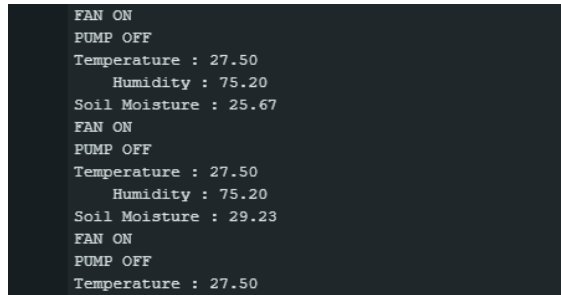 FAN ON
PUMP OFF
Temperature : 27.50
Humidity : 75.20
Soil Moisture : 25.67
FAN ON
PUMP OFF
Temperature : 27.50
Humidity : 75.20
Soil Moisture : 29.23
FAN ON
PUMP OFF
Temperature : 27.50